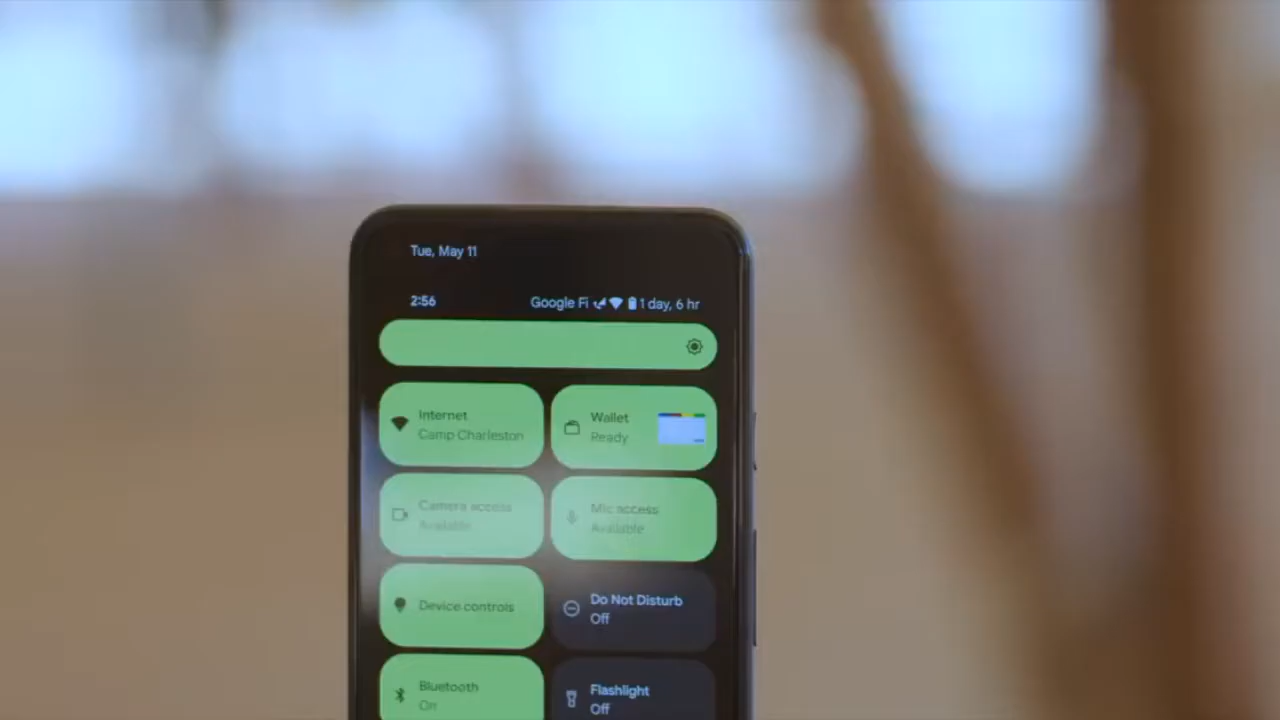 Tue, May 11
2:56 Google Fi 1 day, 6 hr
Internet
Camp Charleston
Wallet
Ready
Camera access
Available
Mic access
Available
Device controls
Do Not Disturb
Off
Bluetooth
On
Flashlight
Off